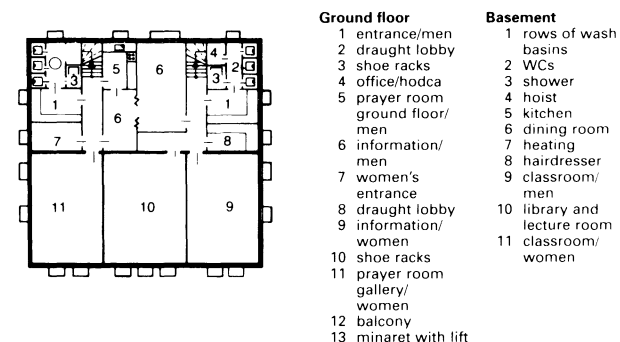 4
5 6 2
3 3
1 1
6
7 8
11 10 9
Ground floor
1 entrance/men
2 draught lobby
3 shoe racks
4 office/hodca
5 prayer room
ground floor/
men
6 information/
men
7 women's
entrance
8 draught lobby
9 information/
women
10 shoe racks
11 prayer room
gallery/
women
12 balcony
13 minaret with lift
Basement
1 rows of wash
basins
2 WCs
3 shower
4 hoist
5 kitchen
6 dining room
7 heating
8 hairdresser
9 classroom/
men
10 library and
lecture room
11 classroom/
women